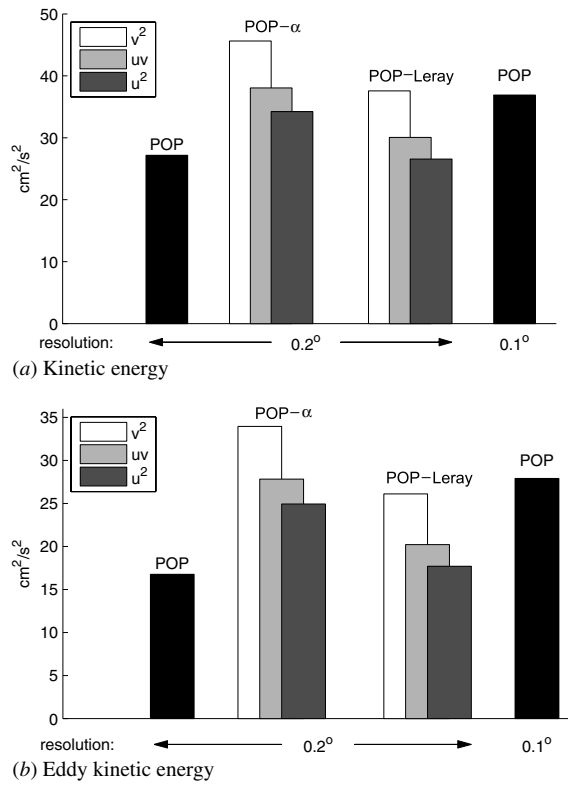 50
40
30
20
10
0
cm²/s²
v²
uv
u²
POP
POP−α
POP−Leray
POP
resolution:
0.2°
0.1°
(a) Kinetic energy
35
30
25
20
15
10
5
0
cm²/s²
v²
uv
u²
POP
POP−α
POP−Leray
POP
resolution:
0.2°
0.1°
(b) Eddy kinetic energy